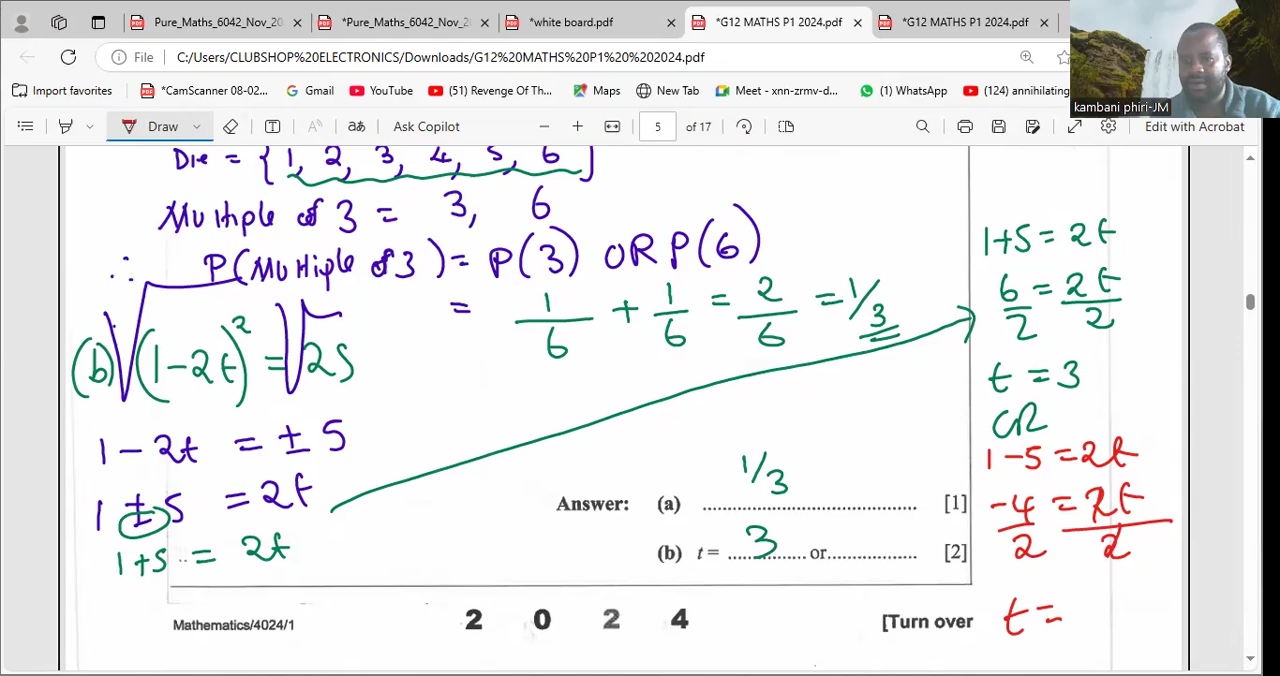 Pure_Maths_6042_Nov_20
*Pure_Maths_6042_Nov_2(
*white board.pdf
*G12 MATHS P1 2024.pdf
*G12 MATHS P1 2024.pdf
File
C:/Users/CLUBSHOP%20ELECTRONICS/Downloads/G12%20MATHS%20P1%20%202024.pdf
Import favorites
*CamScanner 08-02...
Gmail
YouTube
(51) Revenge Of Th...
Maps
New Tab
Meet - xnn-zrmv-d...
(1) WhatsApp
(124) annihilating
kambani phiri-JM
Draw
Ask Copilot
5
of 17
Edit with Acrobat
Die = {1, 2, 3, 4, 5, 6}
Multiple of 3 = 3, 6
∴ P(Multiple of 3) = P(3) OR P(6)
= 1/6 + 1/6 = 2/6 = 1/3
(b) √(1-2t)² = √25
1 - 2t = ± 5
1 ± 5 = 2t
1+5 = 2t
1+5 = 2t
6/2 = 2t/2
t = 3
OR
1-5 = 2t
-4/2 = 2t/2
t =
Answer: (a) 1/3 [1]
(b) t = 3 or [2]
Mathematics/4024/1
2 0 2 4
[Turn over